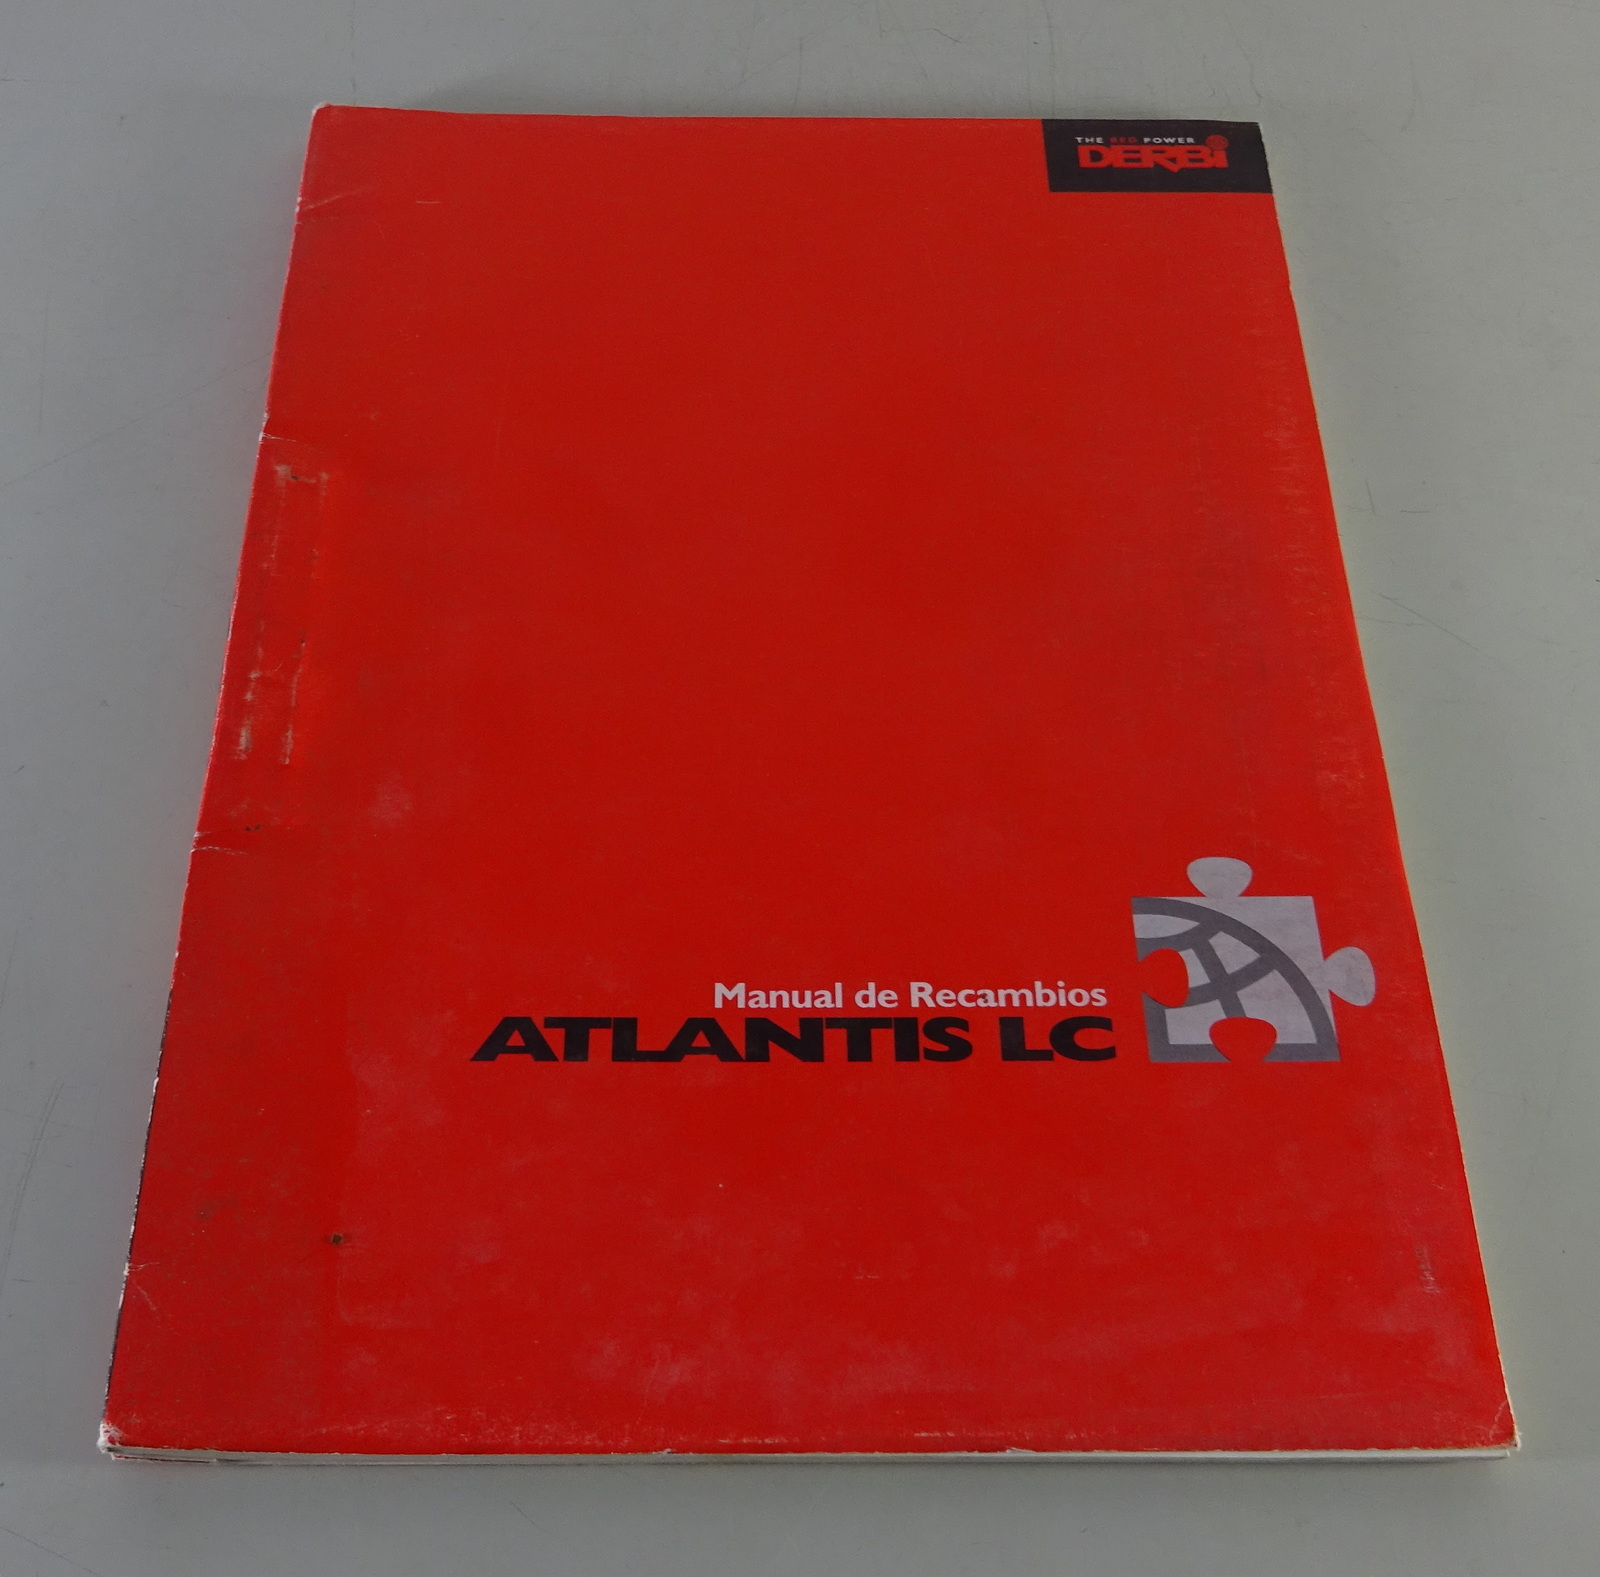 THE RED POWER
DERBi
Manual de Recambios
ATLANTIS LC